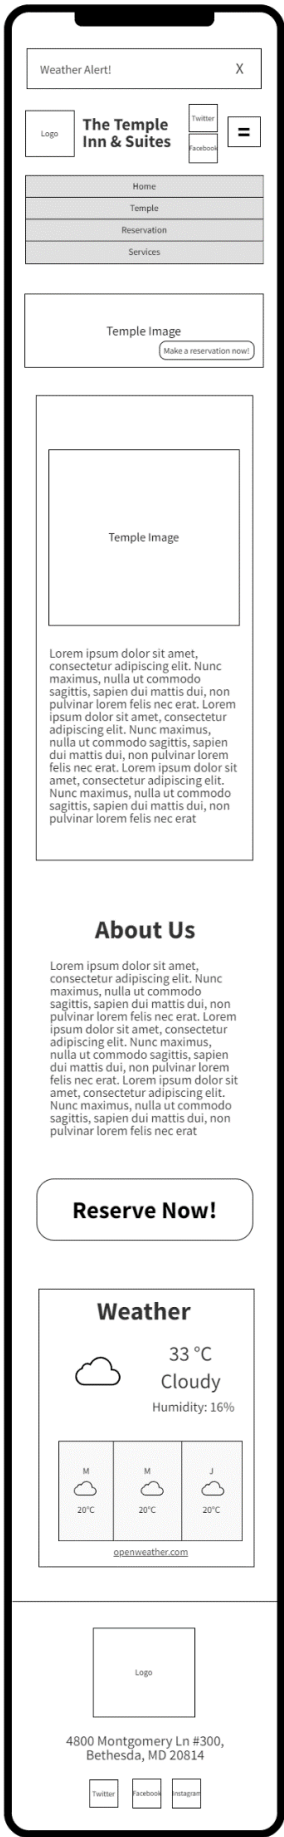 Weather Alert!
X
Logo
The Temple
Inn & Suites
Twitter
Facebook
=
Home
Temple
Reservation
Services
Temple Image
Make a reservation now!
Temple Image
Lorem ipsum dolor sit amet,
consectetur adipiscing elit. Nunc
maximus, nulla ut commodo
sagittis, sapien dui mattis dui, non
pulvinar lorem felis nec erat. Lorem
ipsum dolor sit amet, consectetur
adipiscing elit. Nunc maximus,
nulla ut commodo sagittis, sapien
dui mattis dui, non pulvinar lorem
felis nec erat. Lorem ipsum dolor sit
amet, consectetur adipiscing elit.
Nunc maximus, nulla ut commodo
sagittis, sapien dui mattis dui, non
pulvinar lorem felis nec erat
About Us
Lorem ipsum dolor sit amet,
consectetur adipiscing elit. Nunc
maximus, nulla ut commodo
sagittis, sapien dui mattis dui, non
pulvinar lorem felis nec erat. Lorem
ipsum dolor sit amet, consectetur
adipiscing elit. Nunc maximus,
nulla ut commodo sagittis, sapien
dui mattis dui, non pulvinar lorem
felis nec erat. Lorem ipsum dolor sit
amet, consectetur adipiscing elit.
Nunc maximus, nulla ut commodo
sagittis, sapien dui mattis dui, non
pulvinar lorem felis nec erat
Reserve Now!
Weather
33 °C
Cloudy
Humidity: 16%
M
M
J
20°C
20°C
20°C
openweather.com
Logo
4800 Montgomery Ln #300,
Bethesda, MD 20814
Twitter
Facebook
Instagram